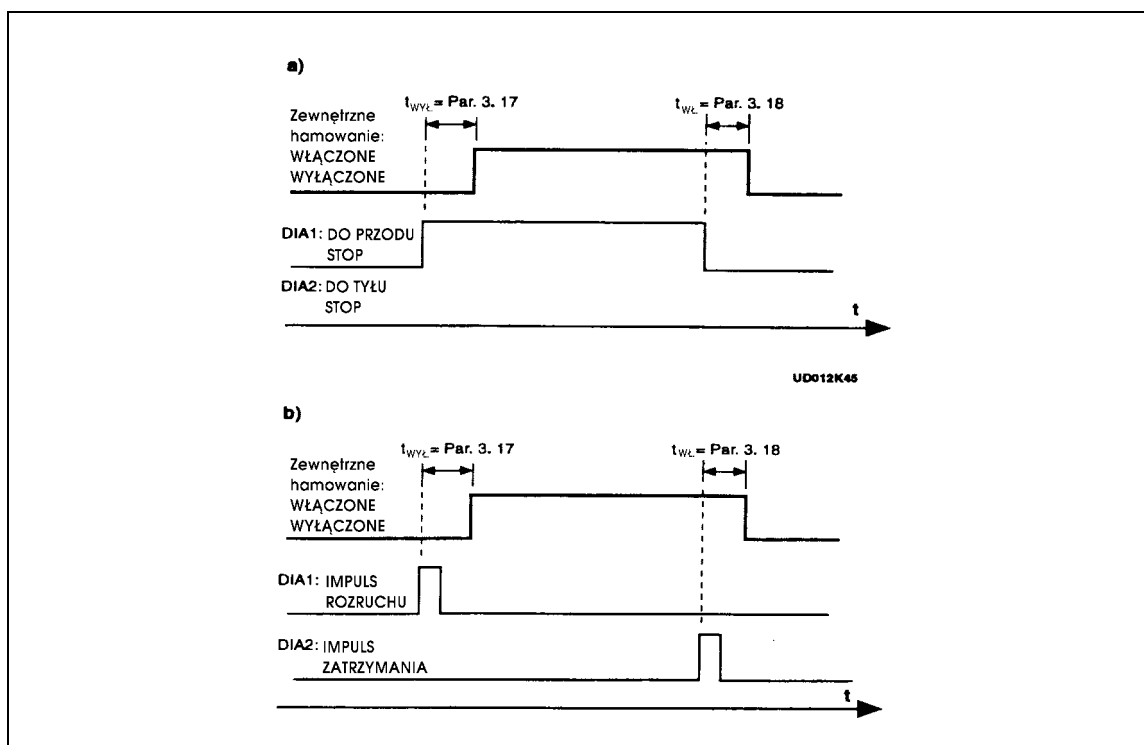 a)
tWYŁ. = Par. 3. 17
tWŁ. = Par. 3. 18
Zewnętrzne
hamowanie:
WŁĄCZONE
WYŁĄCZONE
DIA1: DO PRZODU
STOP
DIA2: DO TYŁU
STOP
t
UD012K45
b)
tWYŁ. = Par. 3. 17
tWŁ. = Par. 3. 18
Zewnętrzne
hamowanie:
WŁĄCZONE
WYŁĄCZONE
DIA1: IMPULS
ROZRUCHU
DIA2: IMPULS
ZATRZYMANIA
t